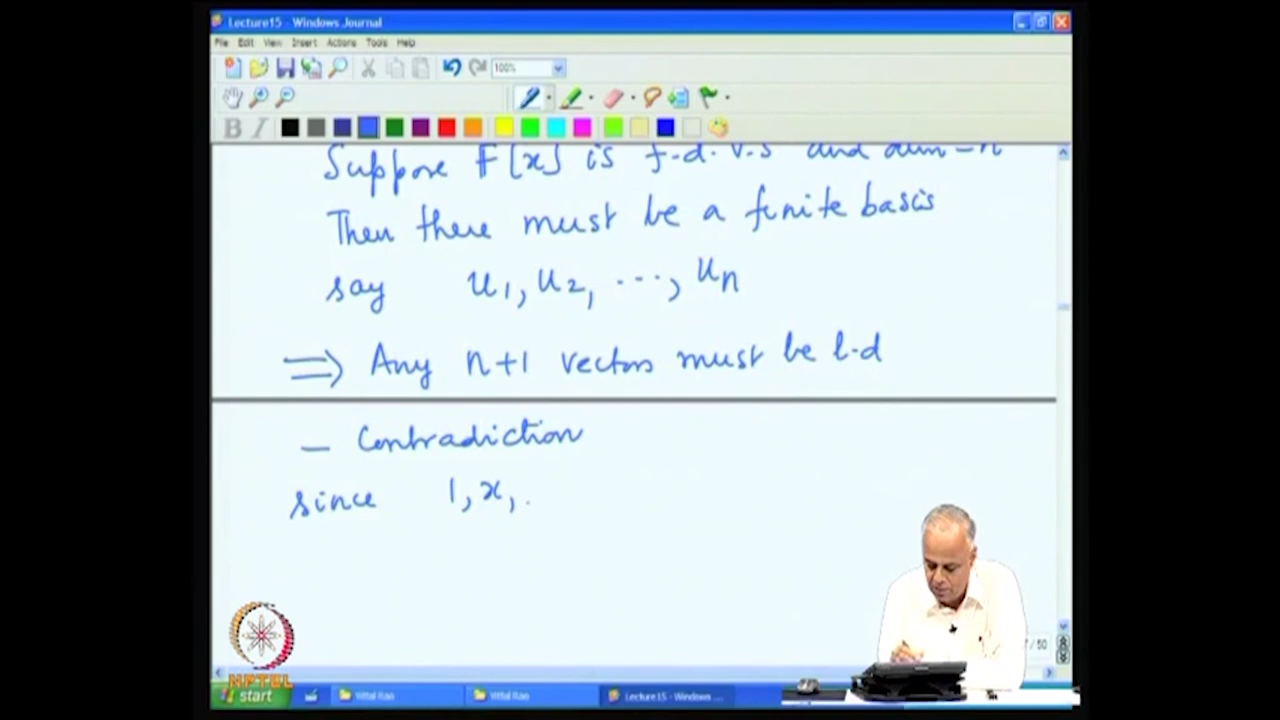 Lecture15 - Windows Journal
File Edit View Insert Actions Tools Help
100%
B I
Suppose F[x] is f.d.v.s and dim = n
Then there must be a finite basis
say u1, u2, ..., un
⟹ Any n+1 vectors must be l.d
— Contradiction
since 1, x, .
/ 50
NPTEL
start Vittal Rao Vittal Rao Lecture15 - Windows ...